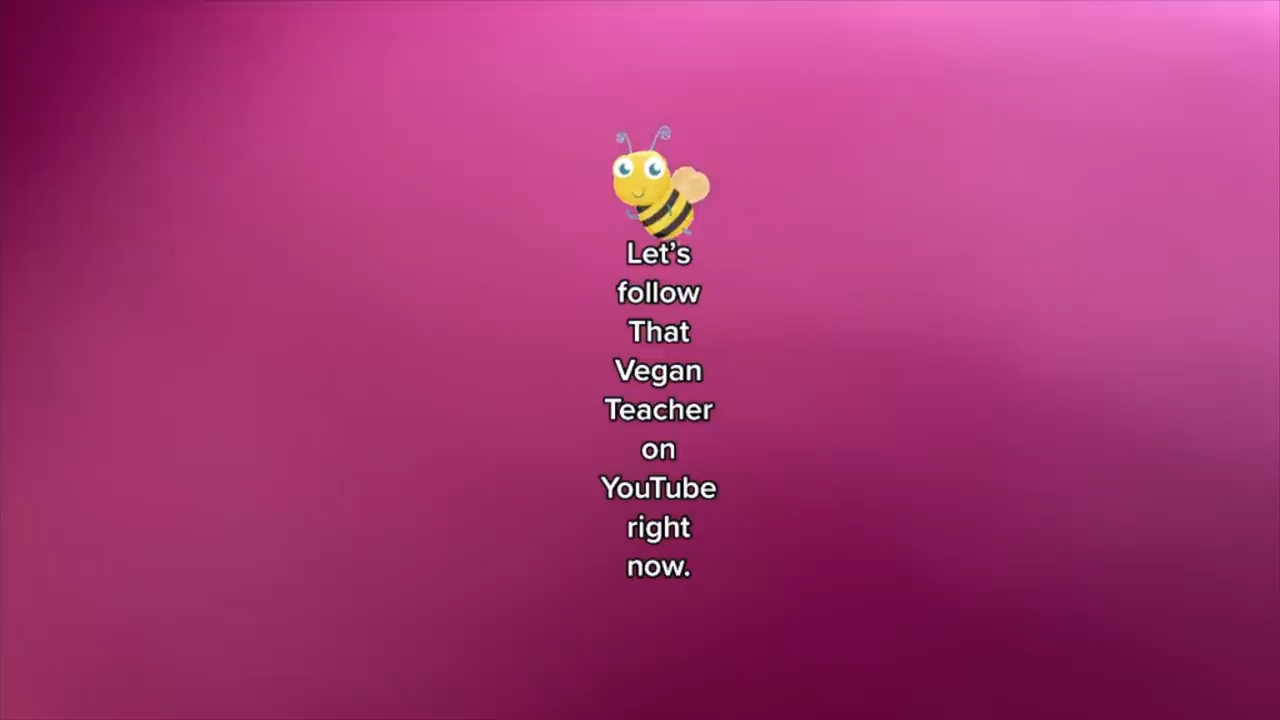 Let’s
follow
That
Vegan
Teacher
on
YouTube
right
now.